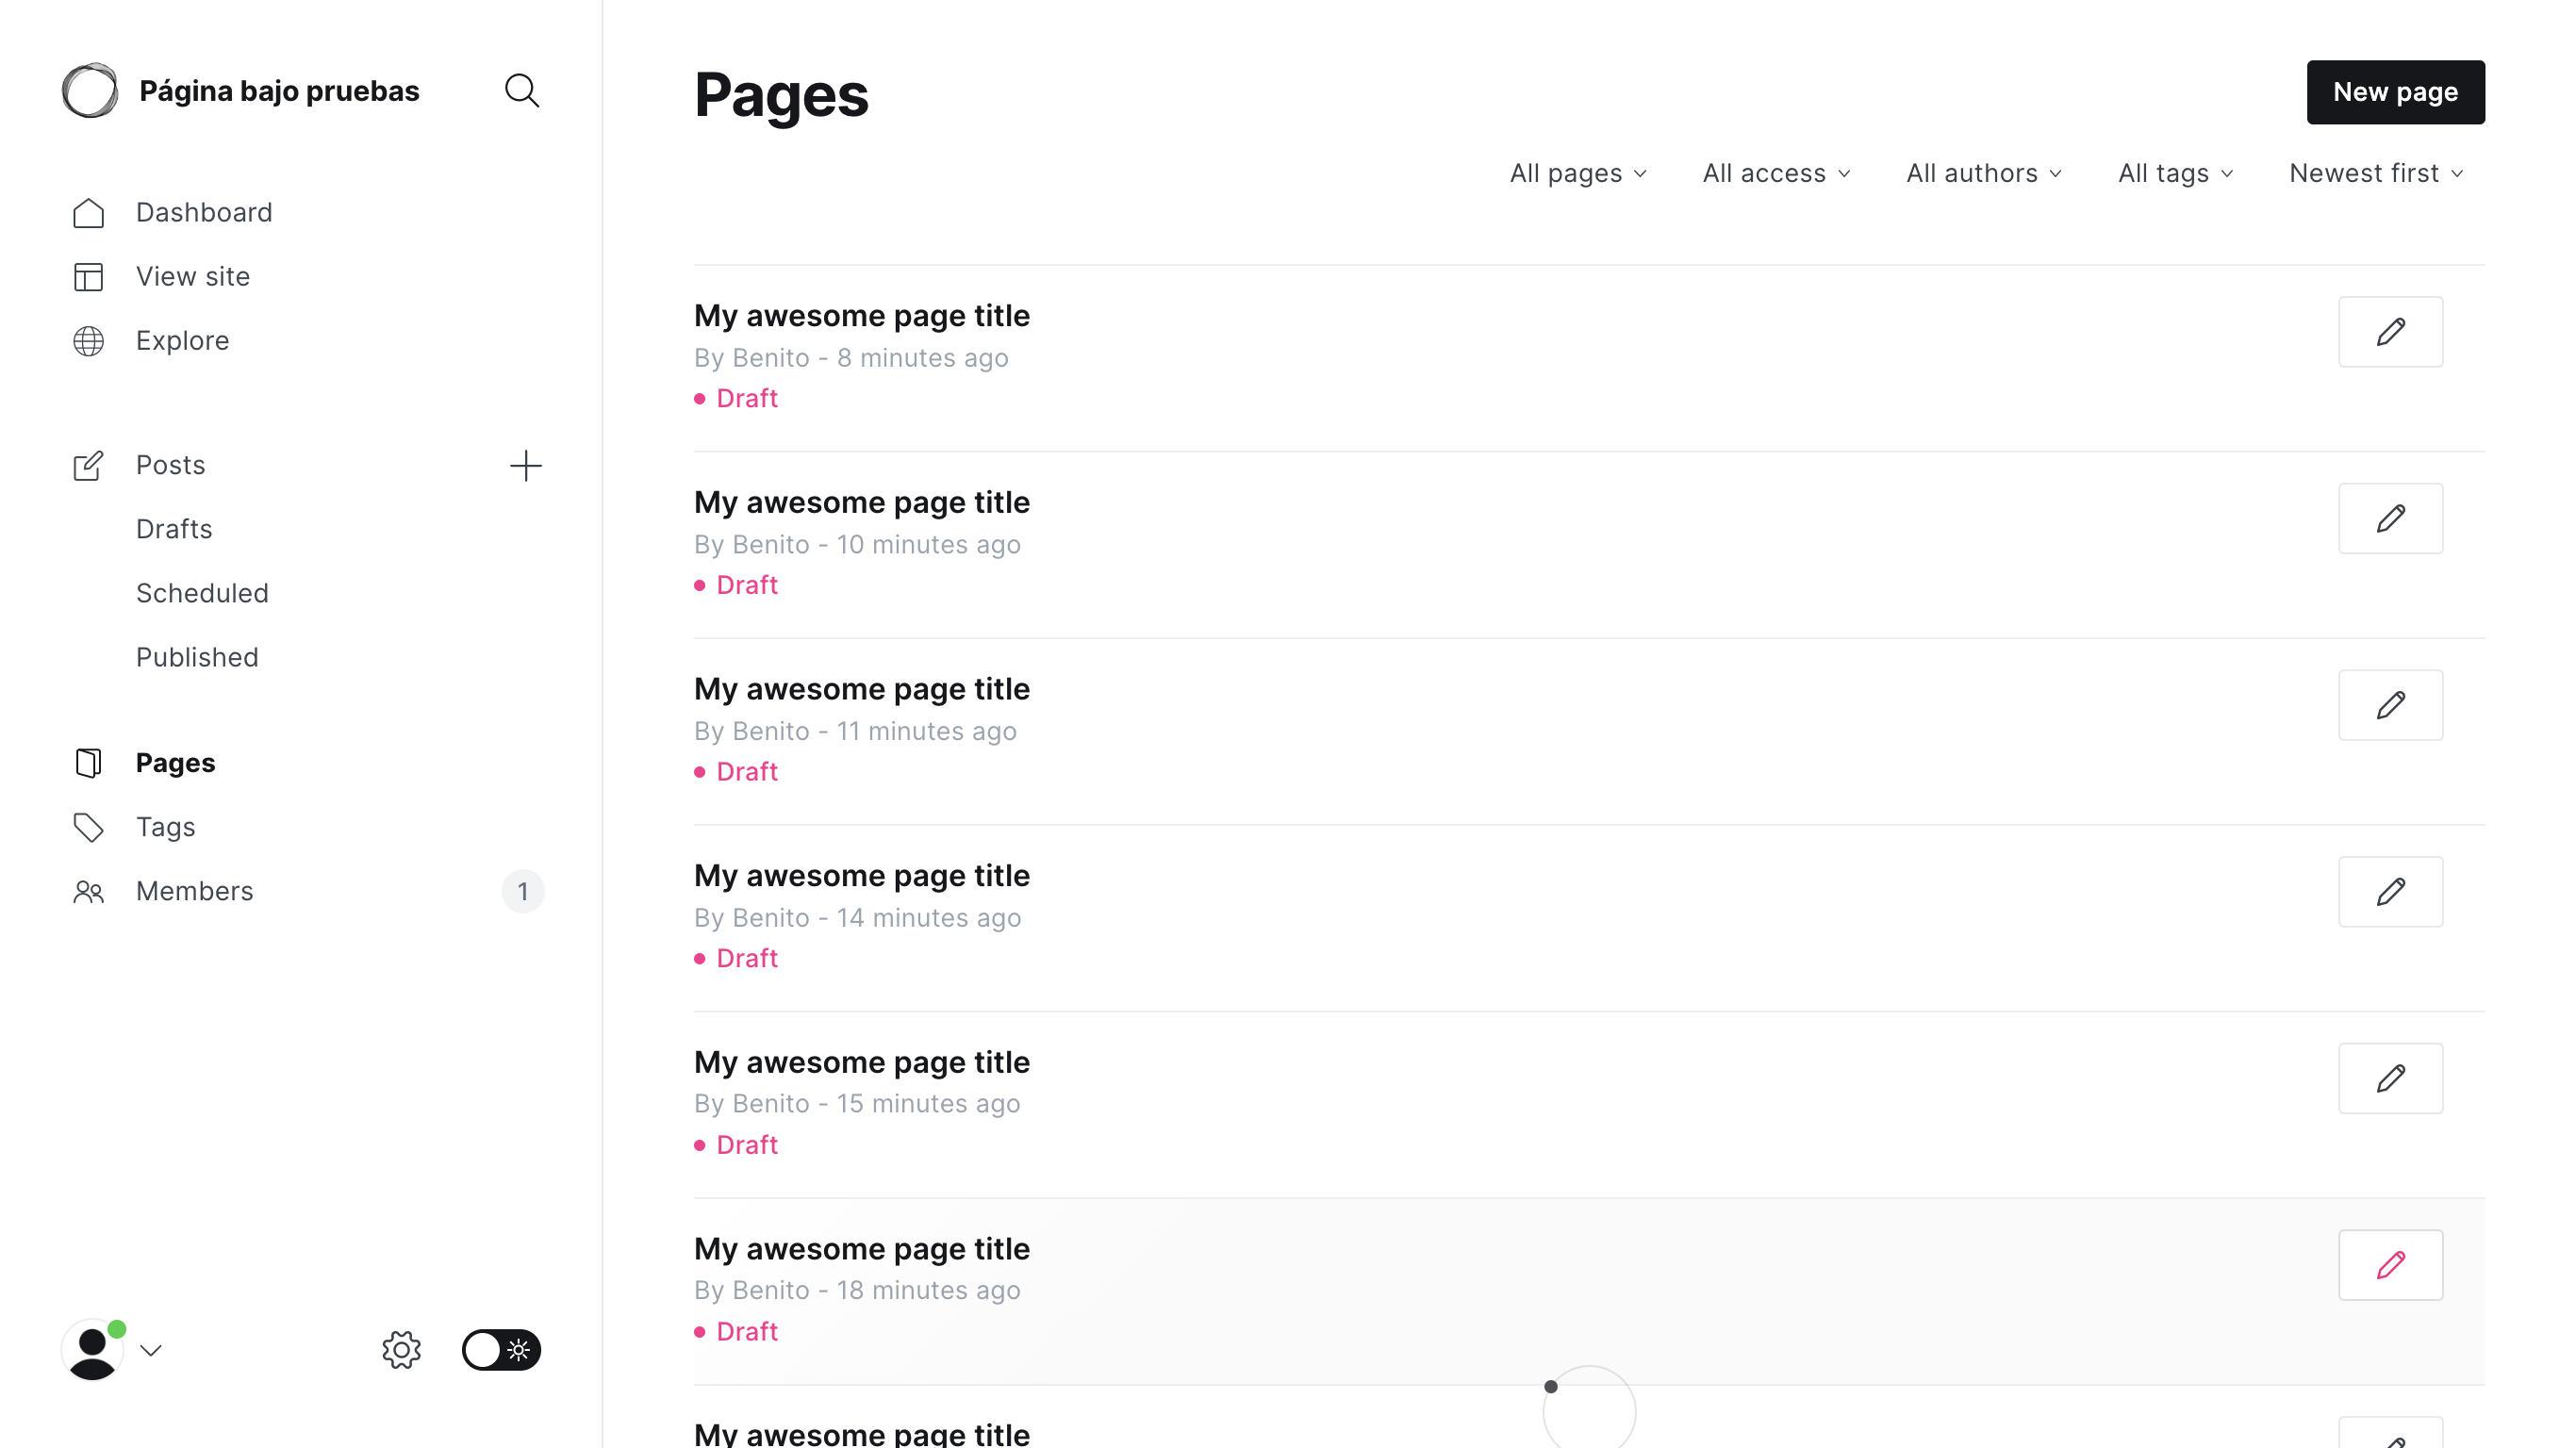 Página bajo pruebas
Dashboard
View site
Explore
Posts
Drafts
Scheduled
Published
Pages
Tags
Members
1
Pages
New page
All pages
All access
All authors
All tags
Newest first
My awesome page title
By Benito - 8 minutes ago
Draft
My awesome page title
By Benito - 10 minutes ago
Draft
My awesome page title
By Benito - 11 minutes ago
Draft
My awesome page title
By Benito - 14 minutes ago
Draft
My awesome page title
By Benito - 15 minutes ago
Draft
My awesome page title
By Benito - 18 minutes ago
Draft
My awesome page title